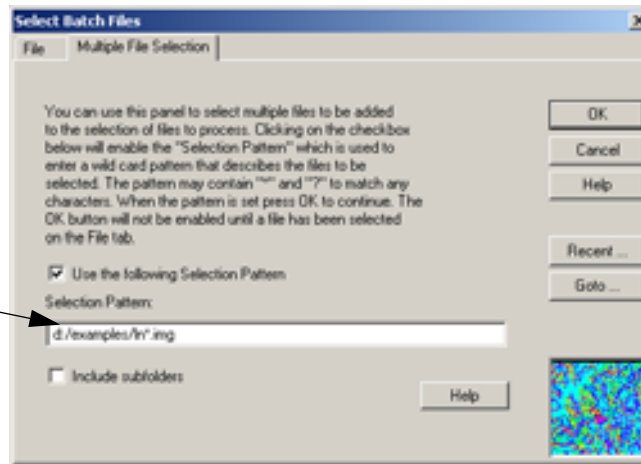 Select Batch Files
File Multiple File Selection
You can use this panel to select multiple files to be added
to the selection of files to process. Clicking on the checkbox
below will enable the "Selection Pattern" which is used to
enter a wild card pattern that describes the files to be
selected. The pattern may contain "*" and "?" to match any
characters. When the pattern is set press OK to continue. The
OK button will not be enabled until a file has been selected
on the File tab.
Use the following Selection Pattern
Selection Pattern:
d:/examples/ln*.img
Include subfolders
Help
OK
Cancel
Help
Recent ...
Goto ...